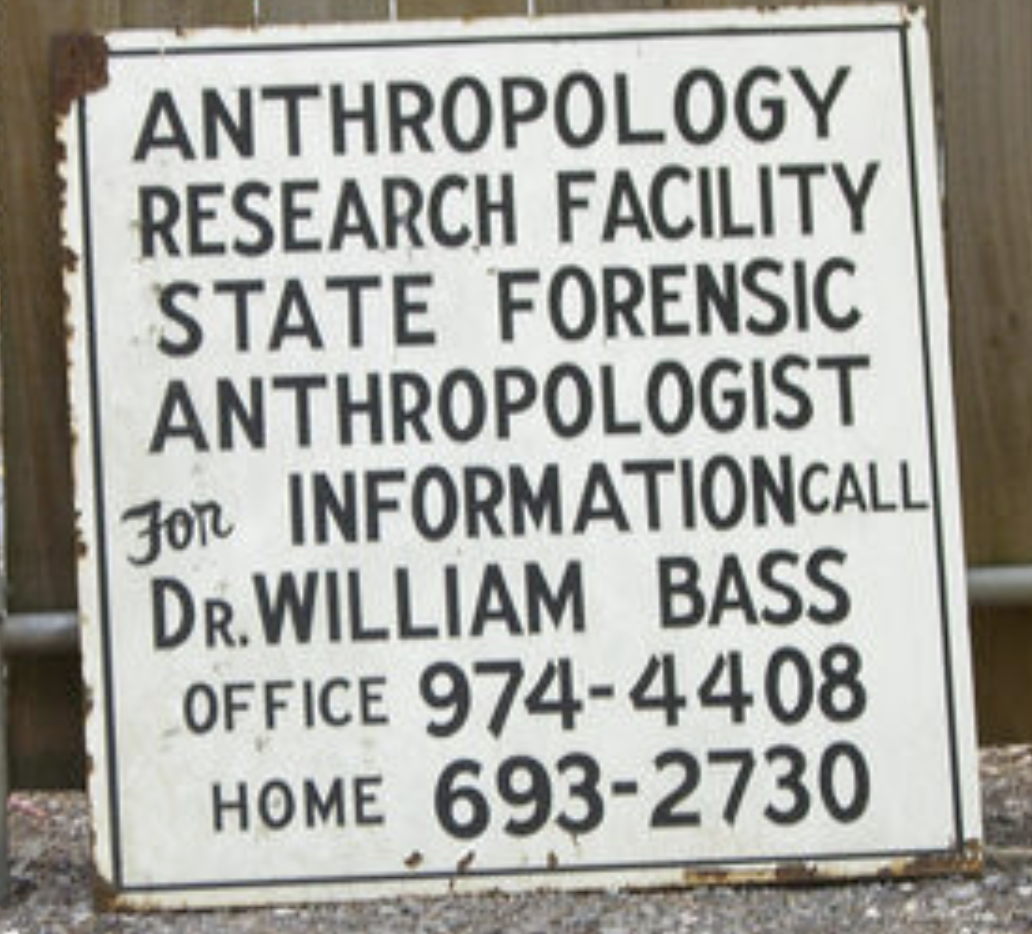 ANTHROPOLOGY
RESEARCH FACILITY
STATE FORENSIC
ANTHROPOLOGIST
For INFORMATION CALL
DR. WILLIAM BASS
OFFICE 974-4408
HOME 693-2730